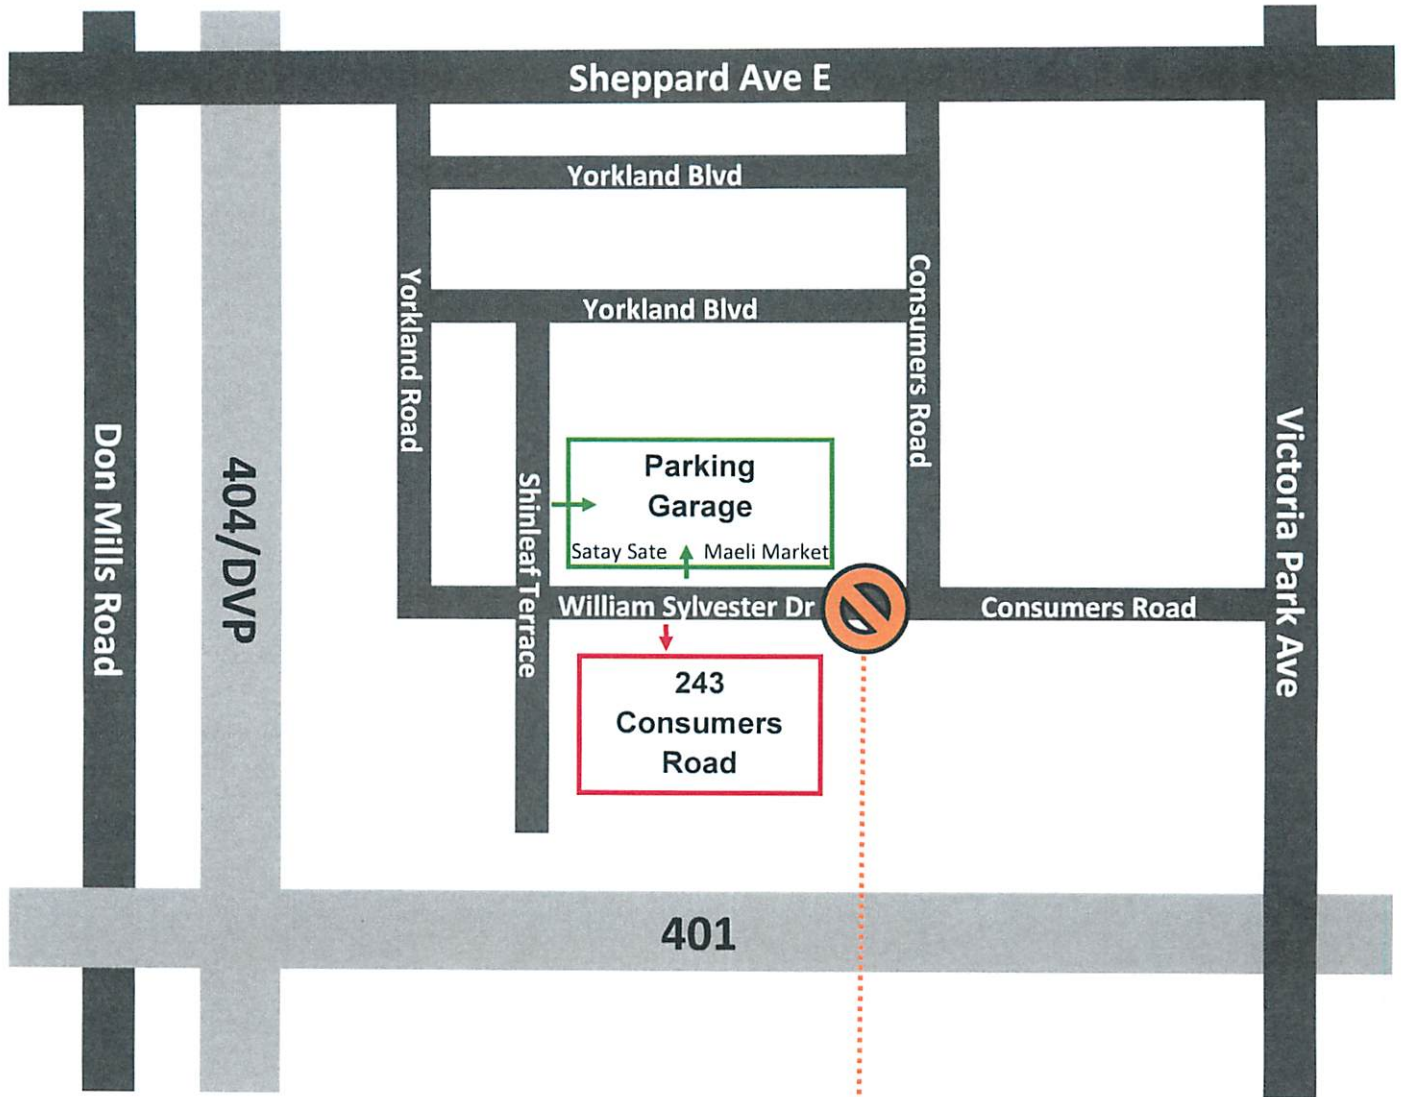 Sheppard Ave E
Yorkland Blvd
Yorkland Blvd
Yorkland Road
Consumers Road
Don Mills Road
404/DVP
Shinleaf Terrace
Victoria Park Ave
Parking
Garage
Satay Sate
Maeli Market
William Sylvester Dr
Consumers Road
243
Consumers
Road
401